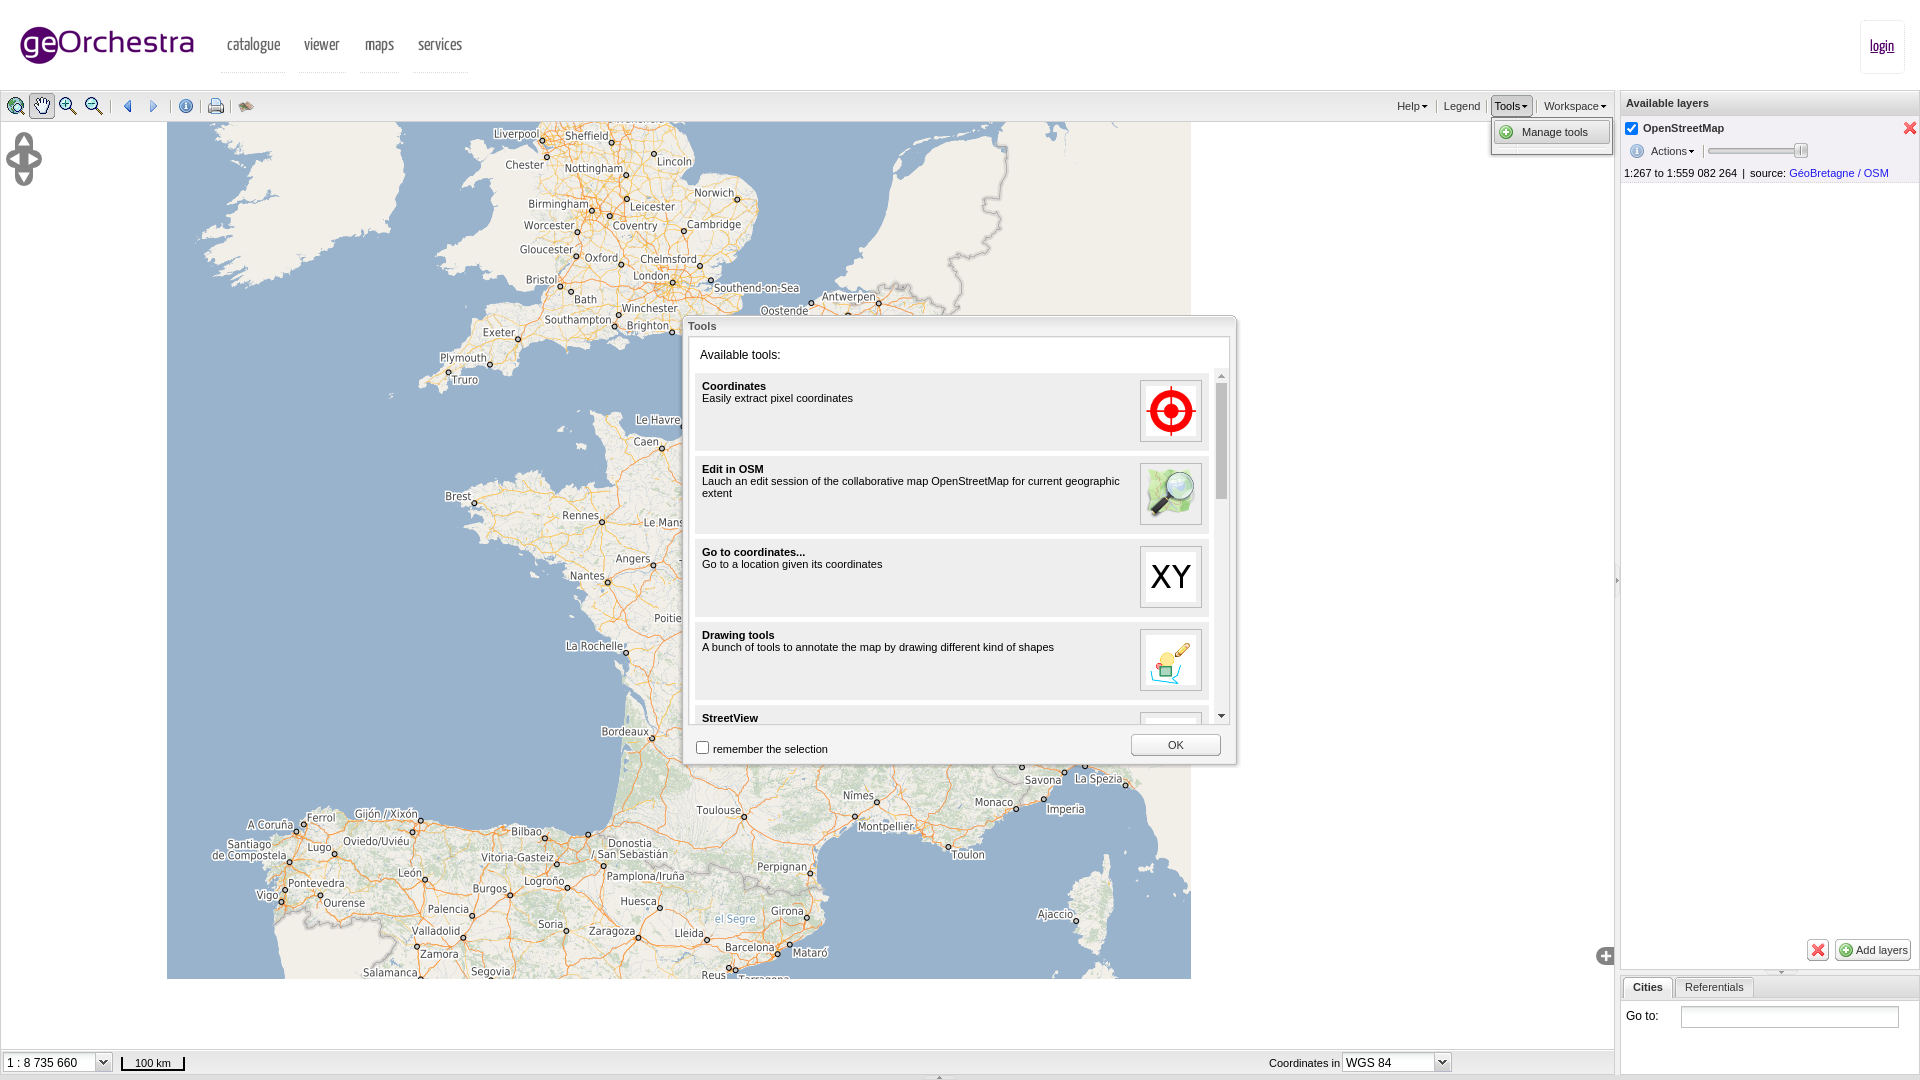 geOrchestra
catalogue
viewer
maps
services
login
Help
Legend
Tools
Workspace
Manage tools
Available layers
OpenStreetMap
Actions
1:267 to 1:559 082 264 | source: GéoBretagne / OSM
Liverpool
Sheffield
Chester
Lincoln
Nottingham
Norwich
Birmingham
Leicester
Worcester
Coventry
Cambridge
Gloucester
Oxford
Chelmsford
London
Bristol
Southend-on-Sea
Bath
Antwerpen
Winchester
Oostende
Southampton
Brighton
Exeter
Plymouth
Truro
Le Havre
Caen
Brest
Rennes
Le Mans
Angers
Nantes
Poitie
La Rochelle
Bordeaux
Tools
Available tools:
Coordinates
Easily extract pixel coordinates
Edit in OSM
Lauch an edit session of the collaborative map OpenStreetMap for current geographic
extent
Go to coordinates...
Go to a location given its coordinates
XY
Drawing tools
A bunch of tools to annotate the map by drawing different kind of shapes
StreetView
remember the selection
OK
Savona
La Spezia
Nîmes
Monaco
Imperia
Toulouse
Montpellier
Toulon
A Coruña
Ferrol
Gijón / Xixón
Bilbao
Oviedo/Uviéu
Donostia
/ San Sebastián
Santiago
de Compostela
Lugo
Vitoria-Gasteiz
Perpignan
León
Logroño
Pamplona/Iruña
Pontevedra
Burgos
Vigo
Ourense
Huesca
Palencia
Girona
el Segre
Ajaccio
Soria
Valladolid
Zaragoza
Lleida
Barcelona
Mataró
Zamora
Salamanca
Segovia
Reus
Tarragona
Add layers
Cities
Referentials
Go to:
1 : 8 735 660
100 km
Coordinates in
WGS 84